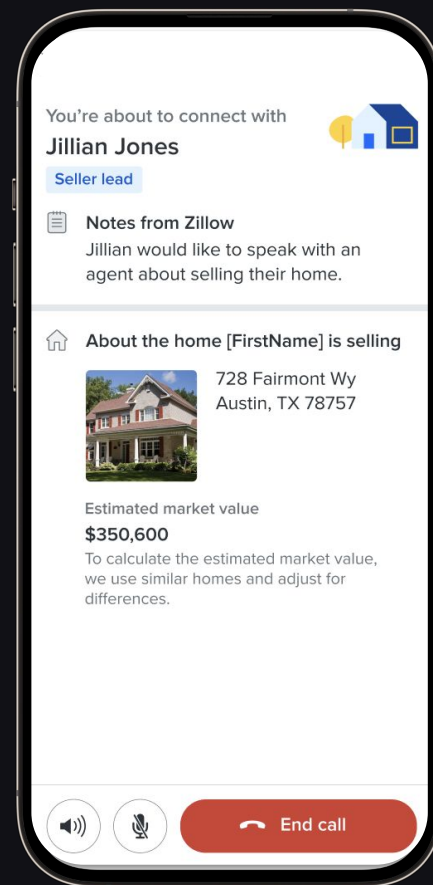 You’re about to connect with
Jillian Jones
Seller lead
Notes from Zillow
Jillian would like to speak with an
agent about selling their home.
About the home [FirstName] is selling
728 Fairmont Wy
Austin, TX 78757
Estimated market value
$350,600
To calculate the estimated market value,
we use similar homes and adjust for
differences.
End call